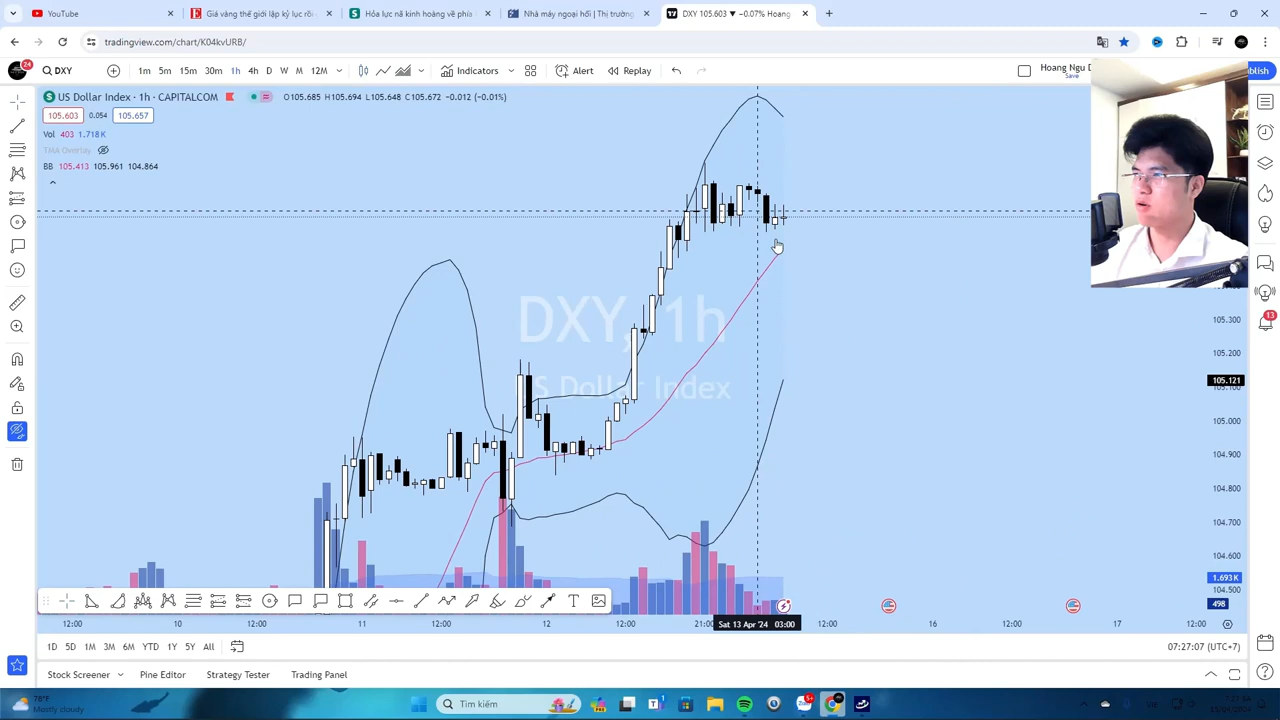 YouTube
Giá vàng thế giới lập kỷ lục rồi
Hỏa lực nã kinh hoàng về phía
Nhà máy ngoại hối | Thị trường
DXY 105.603 ▼ −0.07% Hoang
tradingview.com/chart/K04kvURB/
24
DXY
1m 5m 15m 30m 1h 4h D W M 12M
Indicators
Alert
Replay
Hoang Ngu
Save
US Dollar Index · 1h · CAPITALCOM
O105.685 H105.694 L105.648 C105.672 −0.012 (−0.01%)
105.603 0.054 105.657
Vol 403 1.718K
TMA Overlay
BB 105.413 105.961 104.864
DXY, 1h
US Dollar Index
105.300
105.200
105.121
105.000
104.900
104.800
104.700
104.600
1.693K
104.500
498
13
12:00 10 12:00 11 12:00 12 12:00 21:00 Sat 13 Apr '24 03:00 12:00 16 12:00 17 12:00
1D 5D 1M 3M 6M YTD 1Y 5Y All
07:27:07 (UTC+7)
Stock Screener Pine Editor Strategy Tester Trading Panel
78°F
Mostly cloudy
Tìm kiếm